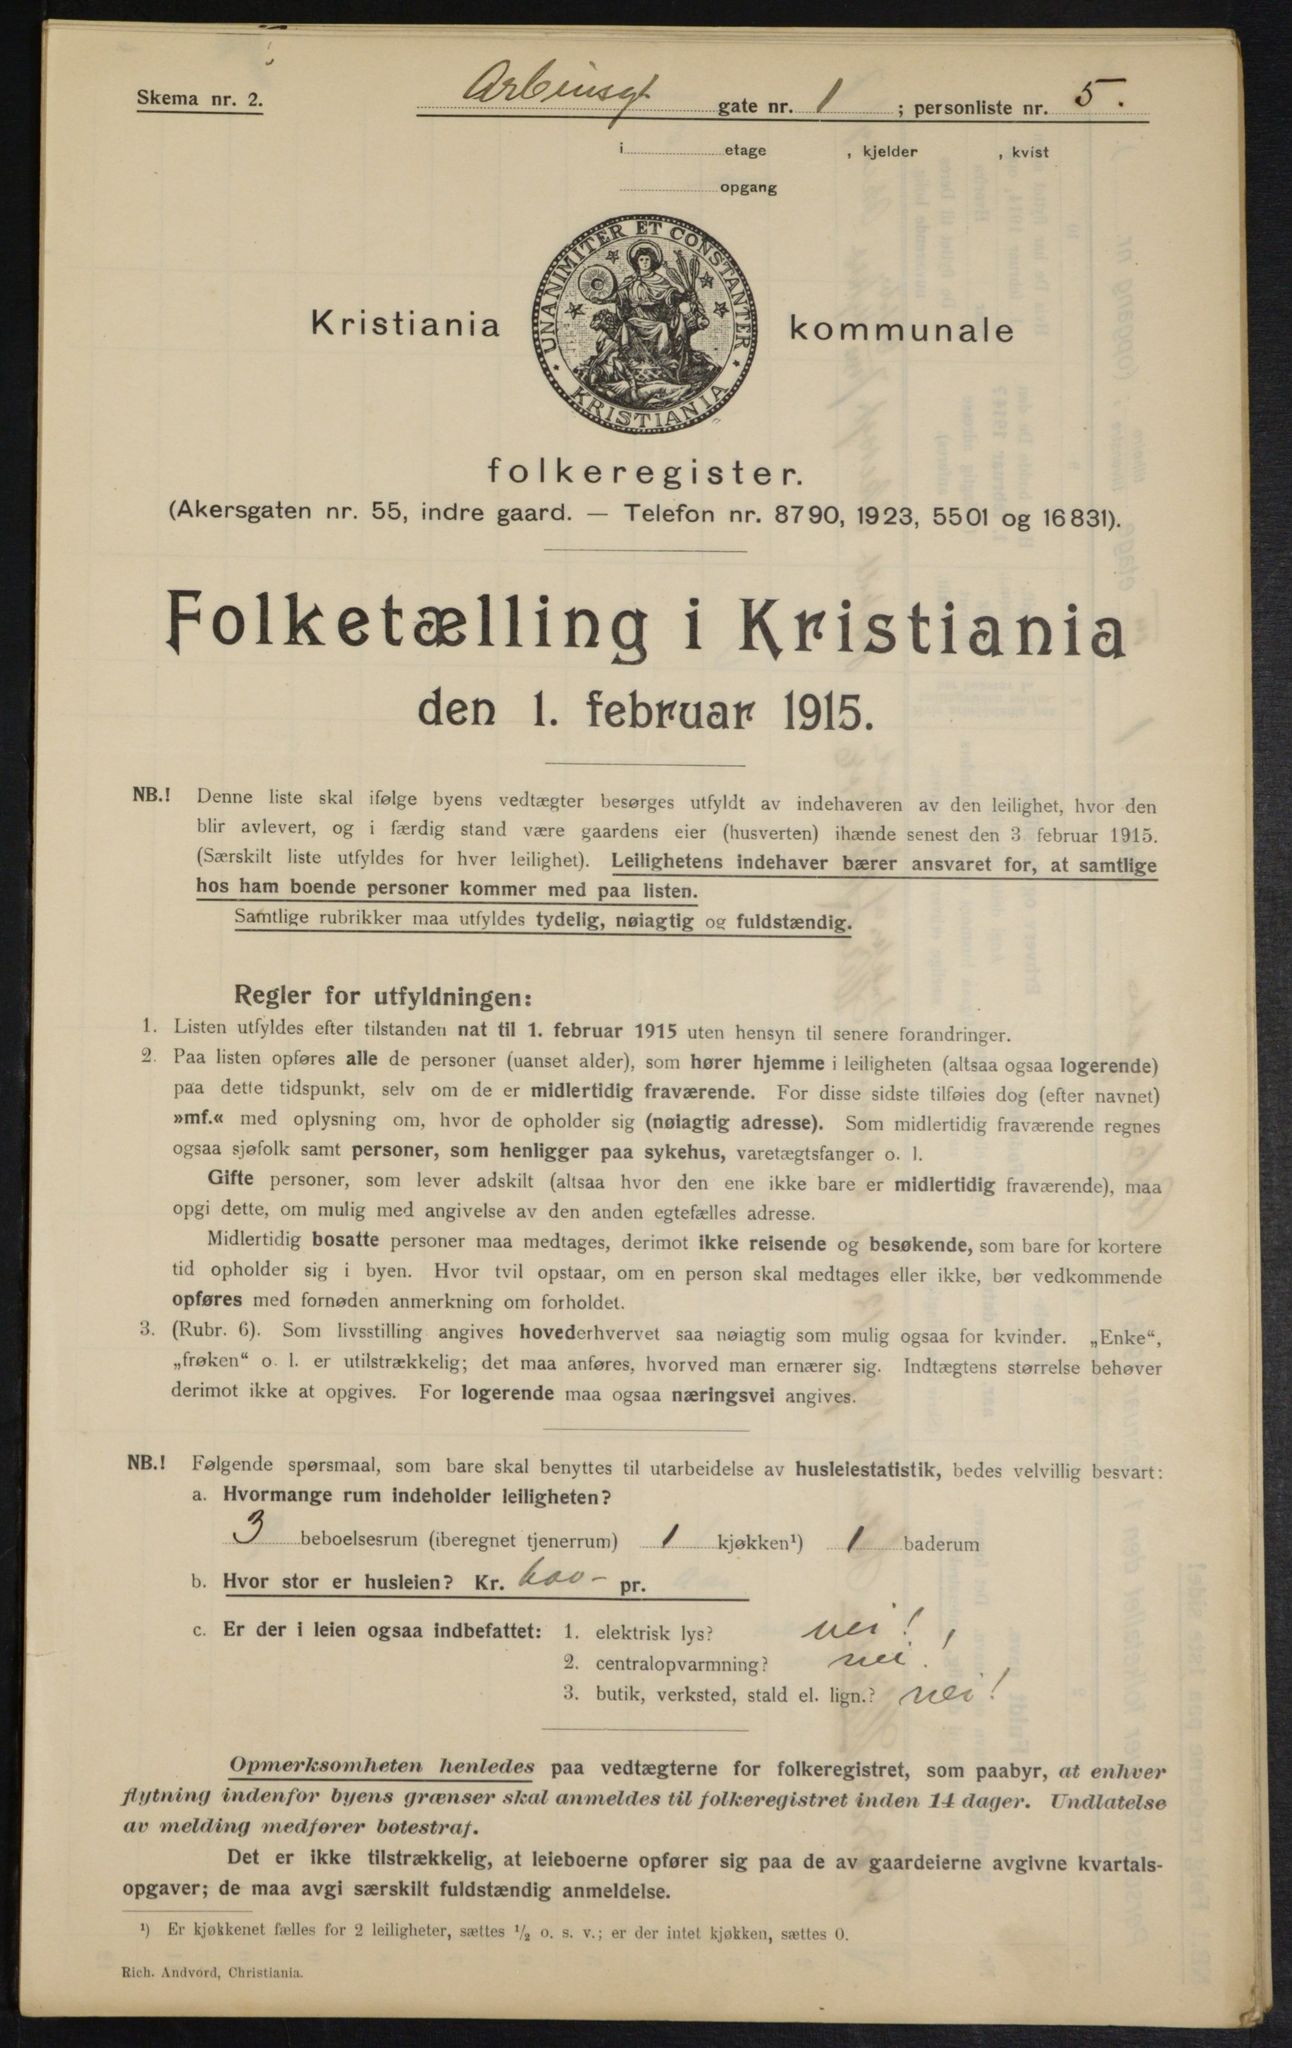 Skema nr. 2.
Arbinsgt gate nr. 1 ; personliste nr. 5.
i etage , kjelder , kvist
opgang
UNANIMITER ET CONSTANTER
KRISTIANIA
Kristiania kommunale
folkeregister.
(Akersgaten nr. 55, indre gaard. — Telefon nr. 8790, 1923, 5501 og 16831).
Folketælling i Kristiania
den 1. februar 1915.
NB.! Denne liste skal ifølge byens vedtægter besørges utfyldt av indehaveren av den leilighet, hvor den
blir avlevert, og i færdig stand være gaardens eier (husverten) ihænde senest den 3 februar 1915.
(Særskilt liste utfyldes for hver leilighet). Leilighetens indehaver bærer ansvaret for, at samtlige
hos ham boende personer kommer med paa listen.
Samtlige rubrikker maa utfyldes tydelig, nøiagtig og fuldstændig.
Regler for utfyldningen:
1. Listen utfyldes efter tilstanden nat til 1. februar 1915 uten hensyn til senere forandringer.
2. Paa listen opføres alle de personer (uanset alder), som hører hjemme i leiligheten (altsaa ogsaa logerende)
paa dette tidspunkt, selv om de er midlertidig fraværende. For disse sidste tilføies dog (efter navnet)
»mf.« med oplysning om, hvor de opholder sig (nøiagtig adresse). Som midlertidig fraværende regnes
ogsaa sjøfolk samt personer, som henligger paa sykehus, varetægtsfanger o. l.
Gifte personer, som lever adskilt (altsaa hvor den ene ikke bare er midlertidig fraværende), maa
opgi dette, om mulig med angivelse av den anden egtefælles adresse.
Midlertidig bosatte personer maa medtages, derimot ikke reisende og besøkende, som bare for kortere
tid opholder sig i byen. Hvor tvil opstaar, om en person skal medtages eller ikke, bør vedkommende
opføres med fornøden anmerkning om forholdet.
3. (Rubr. 6). Som livsstilling angives hovederhvervet saa nøiagtig som mulig ogsaa for kvinder. „Enke“,
„frøken“ o. l. er utilstrækkelig; det maa anføres, hvorved man ernærer sig. Indtægtens størrelse behøver
derimot ikke at opgives. For logerende maa ogsaa næringsvei angives.
NB.! Følgende spørsmaal, som bare skal benyttes til utarbeidelse av husleiestatistik, bedes velvillig besvart:
a. Hvormange rum indeholder leiligheten?
3 beboelsesrum (iberegnet tjenerrum) 1 kjøkken¹) 1 baderum
b. Hvor stor er husleien? Kr. 600- pr.
c. Er der i leien ogsaa indbefattet: 1. elektrisk lys? nei!
2. centralopvarmning? nei!
3. butik, verksted, stald el. lign.? nei!
Opmerksomheten henledes paa vedtægterne for folkeregistret, som paabyr, at enhver
flytning indenfor byens grænser skal anmeldes til folkeregistret inden 14 dager. Undlatelse
av melding medfører bøtestraf.
Det er ikke tilstrækkelig, at leieboerne opfører sig paa de av gaardeierne avgivne kvartals-
opgaver; de maa avgi særskilt fuldstændig anmeldelse.
¹) Er kjøkkenet fælles for 2 leiligheter, sættes ½ o. s. v.; er der intet kjøkken, sættes 0.
Rich. Andvord, Christiania.